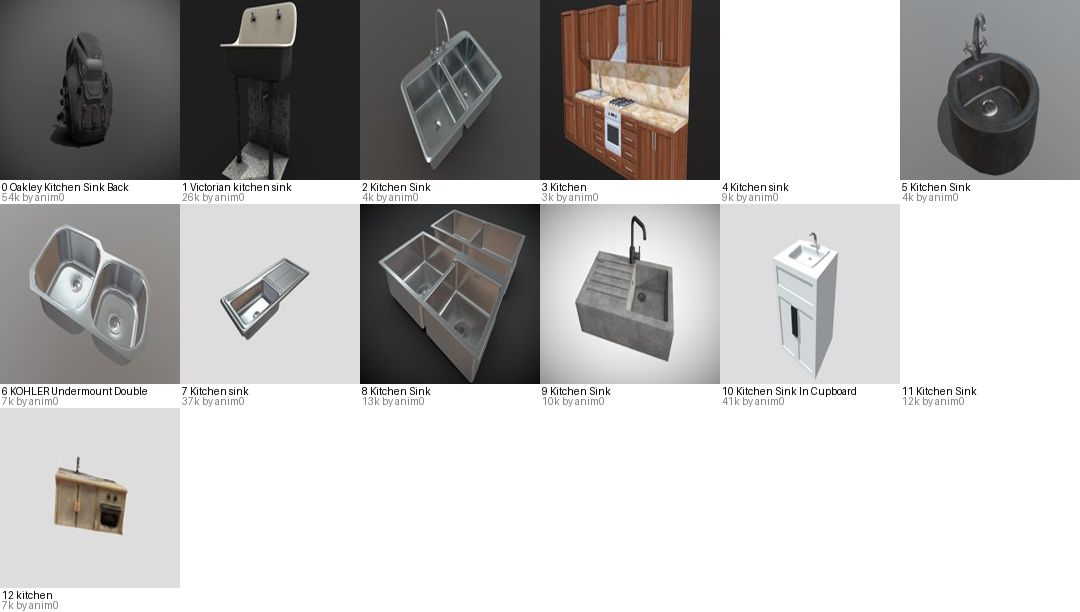 0 Oakley Kitchen Sink Back
54k by anim0
1 Victorian kitchen sink
26k by anim0
2 Kitchen Sink
4k by anim0
3 Kitchen
3k by anim0
4 Kitchen sink
9k by anim0
5 Kitchen Sink
4k by anim0
6 KOHLER Undermount Double
7k by anim0
7 Kitchen sink
37k by anim0
8 Kitchen Sink
13k by anim0
9 Kitchen Sink
10k by anim0
10 Kitchen Sink In Cupboard
41k by anim0
11 Kitchen Sink
12k by anim0
12 kitchen
7k by anim0